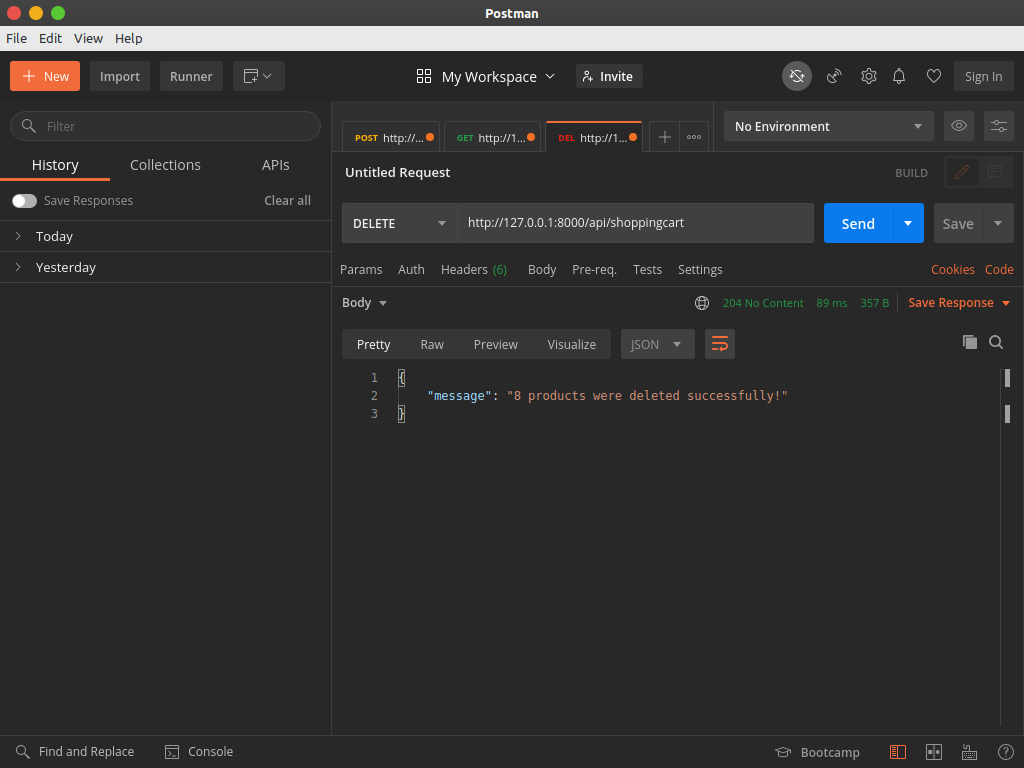 Postman
File Edit View Help
New Import Runner My Workspace Invite Sign In
Filter
History Collections APIs
Save Responses Clear all
Today
Yesterday
POST http://... GET http://1... DEL http://1... No Environment
Untitled Request BUILD
DELETE http://127.0.0.1:8000/api/shoppingcart Send Save
Params Auth Headers (6) Body Pre-req. Tests Settings Cookies Code
Body 204 No Content 89 ms 357 B Save Response
Pretty Raw Preview Visualize JSON
1 {
2 "message": "8 products were deleted successfully!"
3 }
Find and Replace Console Bootcamp